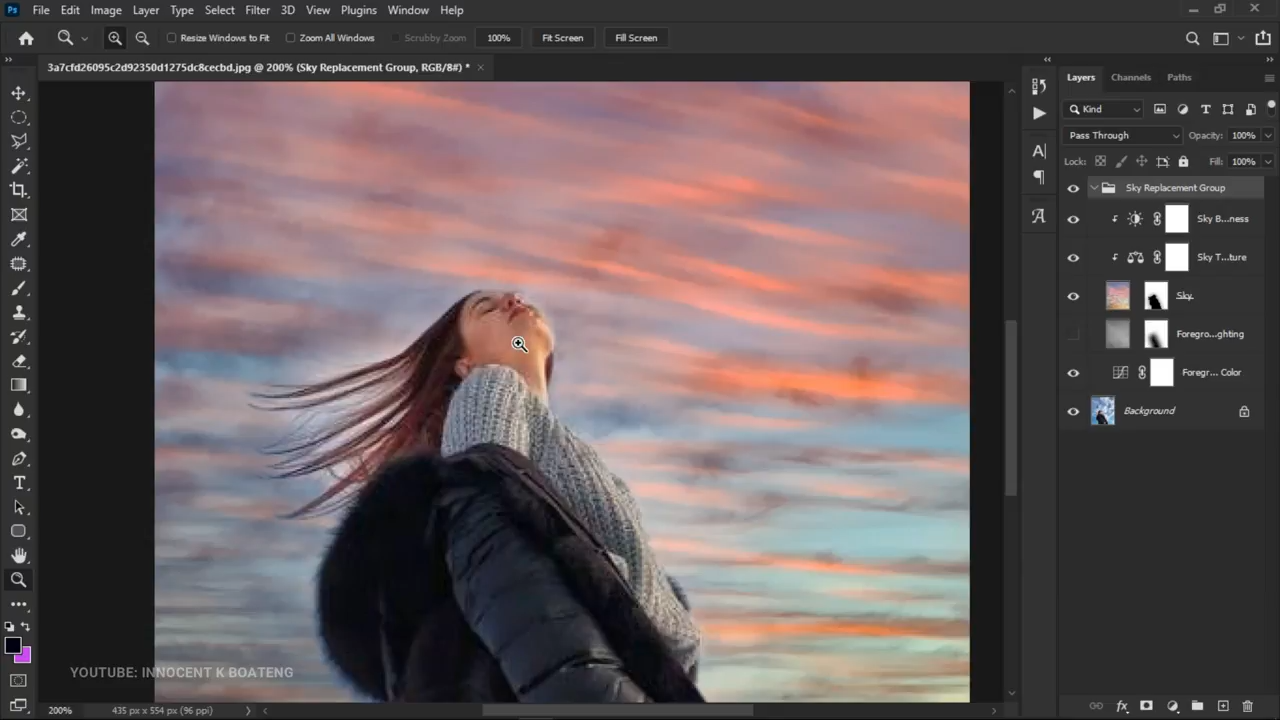 Ps File Edit Image Layer Type Select Filter 3D View Plugins Window Help
Resize Windows to Fit Zoom All Windows Scrubby Zoom 100% Fit Screen Fill Screen
3a7cfd26095c2d92350d1275dc8cecbd.jpg @ 200% (Sky Replacement Group, RGB/8#) *
Layers Channels Paths
Kind
Pass Through Opacity: 100%
Lock: Fill: 100%
Sky Replacement Group
Sky B...ness
Sky T...ture
Sky
Foregro...ghting
Foregr... Color
Background
YOUTUBE: INNOCENT K BOATENG
200% 435 px x 554 px (96 ppi)